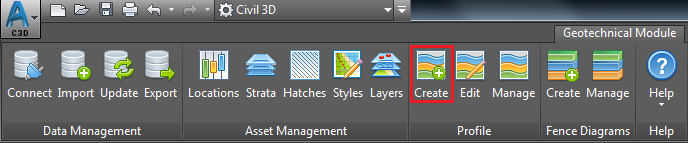 A
C3D
Civil 3D
Geotechnical Module
Connect Import Update Export Locations Strata Hatches Styles Layers Create Edit Manage Create Manage Help
Data Management Asset Management Profile Fence Diagrams Help